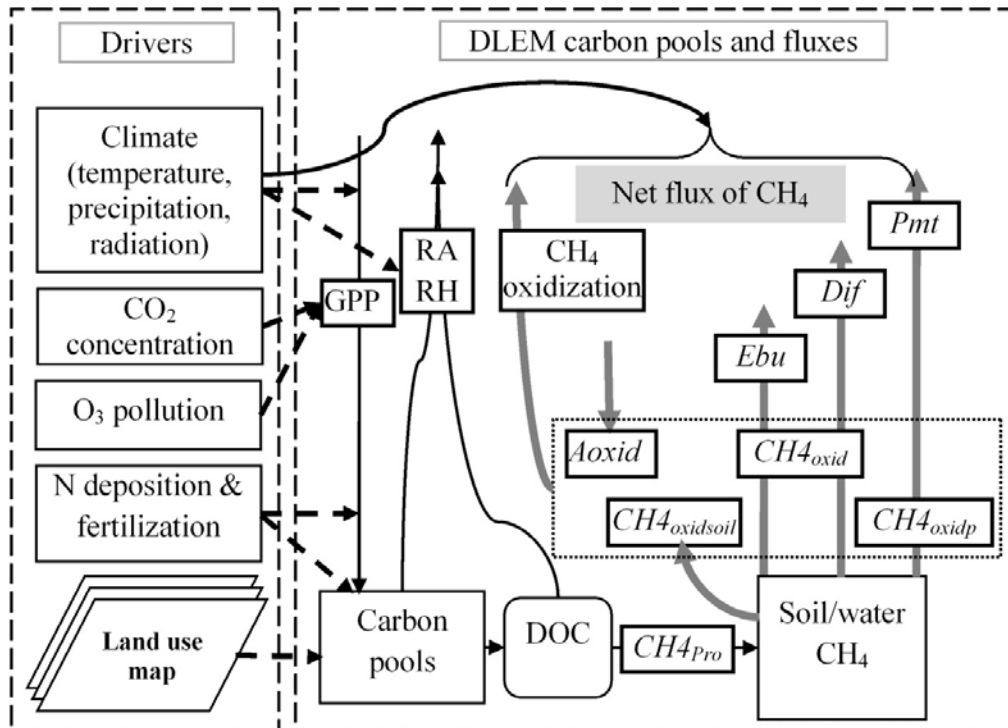 Drivers
Climate
(temperature,
precipitation,
radiation)
CO₂
concentration
O₃ pollution
N deposition &
fertilization
Land use
map
DLEM carbon pools and fluxes
Net flux of CH₄
RA
RH
GPP
CH₄
oxidization
Pmt
Dif
Ebu
Aoxid
CH4oxid
CH4oxidsoil
CH4oxidp
Carbon
pools
DOC
CH4Pro
Soil/water
CH₄